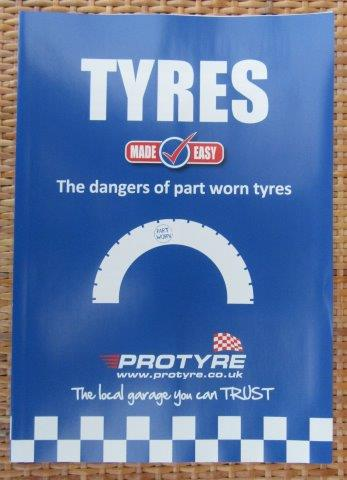 TYRES
MADE EASY
The dangers of part worn tyres
PART
WORN
PROTYRE
www.protyre.co.uk
The local garage you can TRUST